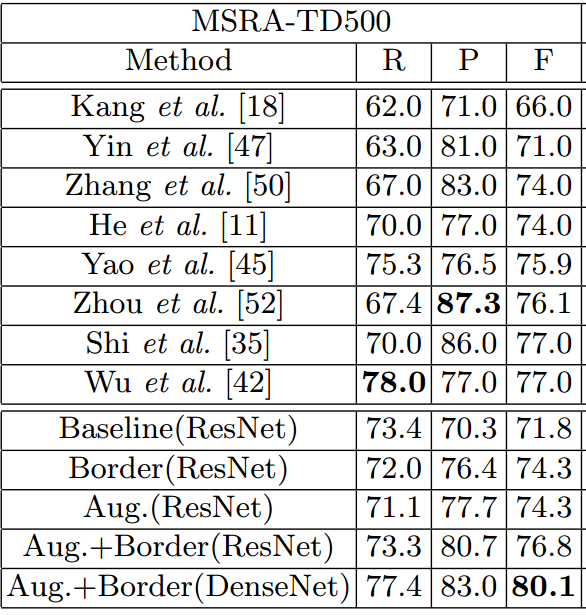 MSRA-TD500
Method R P F
Kang et al. [18] 62.0 71.0 66.0
Yin et al. [47] 63.0 81.0 71.0
Zhang et al. [50] 67.0 83.0 74.0
He et al. [11] 70.0 77.0 74.0
Yao et al. [45] 75.3 76.5 75.9
Zhou et al. [52] 67.4 87.3 76.1
Shi et al. [35] 70.0 86.0 77.0
Wu et al. [42] 78.0 77.0 77.0
Baseline(ResNet) 73.4 70.3 71.8
Border(ResNet) 72.0 76.4 74.3
Aug.(ResNet) 71.1 77.7 74.3
Aug.+Border(ResNet) 73.3 80.7 76.8
Aug.+Border(DenseNet) 77.4 83.0 80.1